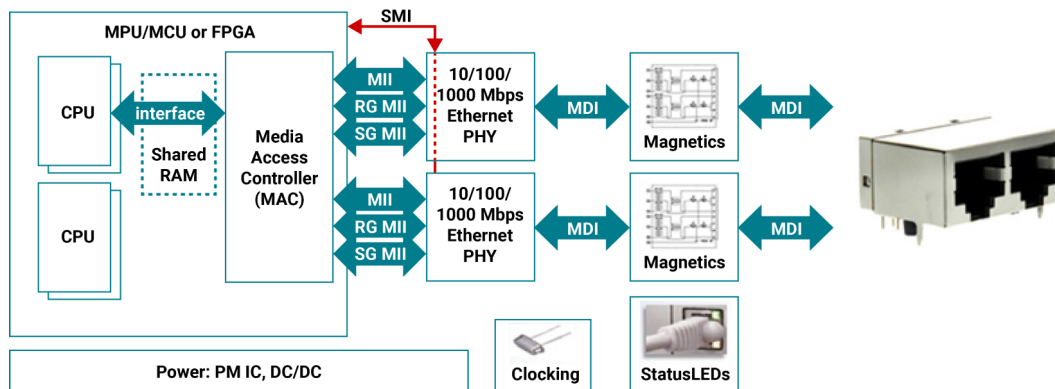 SMI
MPU/MCU or FPGA
CPU
interface
Shared
RAM
CPU
Media
Access
Controller
(MAC)
MII
RG MII
SG MII
10/100/
1000 Mbps
Ethernet
PHY
MDI
Magnetics
MDI
MII
RG MII
SG MII
10/100/
1000 Mbps
Ethernet
PHY
MDI
Magnetics
MDI
Power: PM IC, DC/DC
Clocking
StatusLEDs